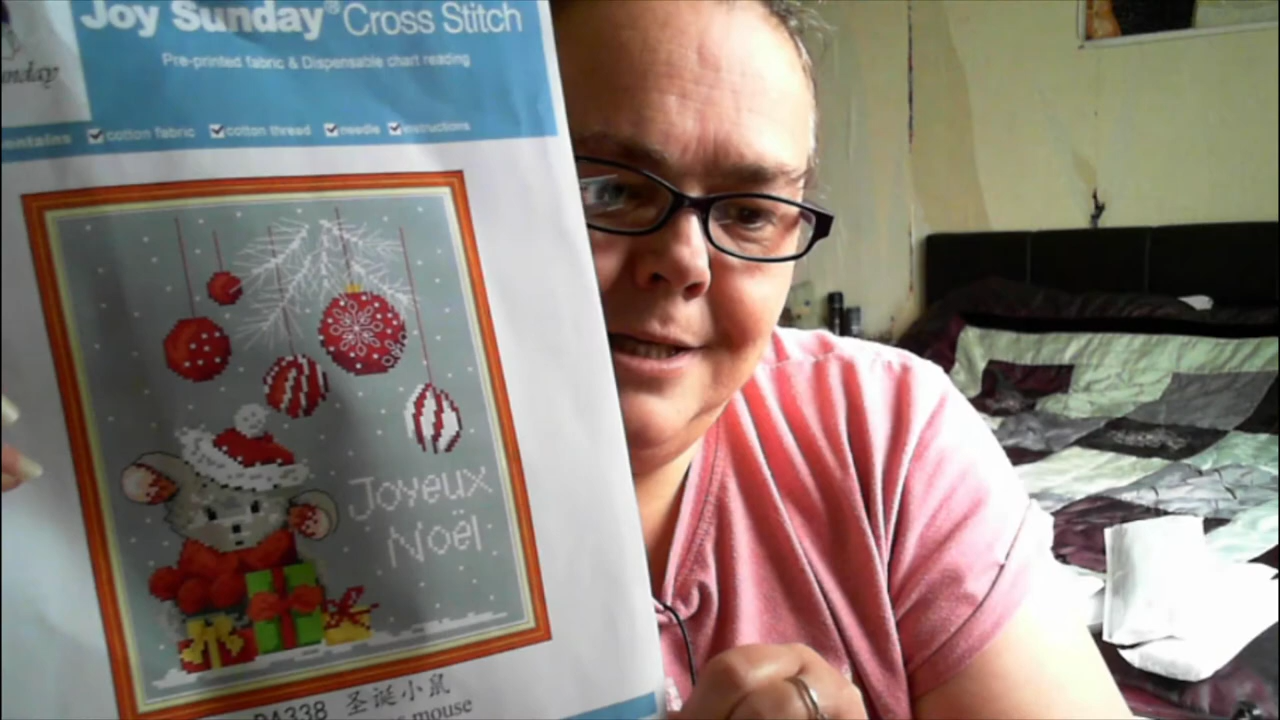 Joy Sunday® Cross Stitch
Pre-printed fabric & Dispensable chart reading
cotton fabric cotton thread needle instructions
Joyeux
Noël
DA338 圣诞小鼠
mouse